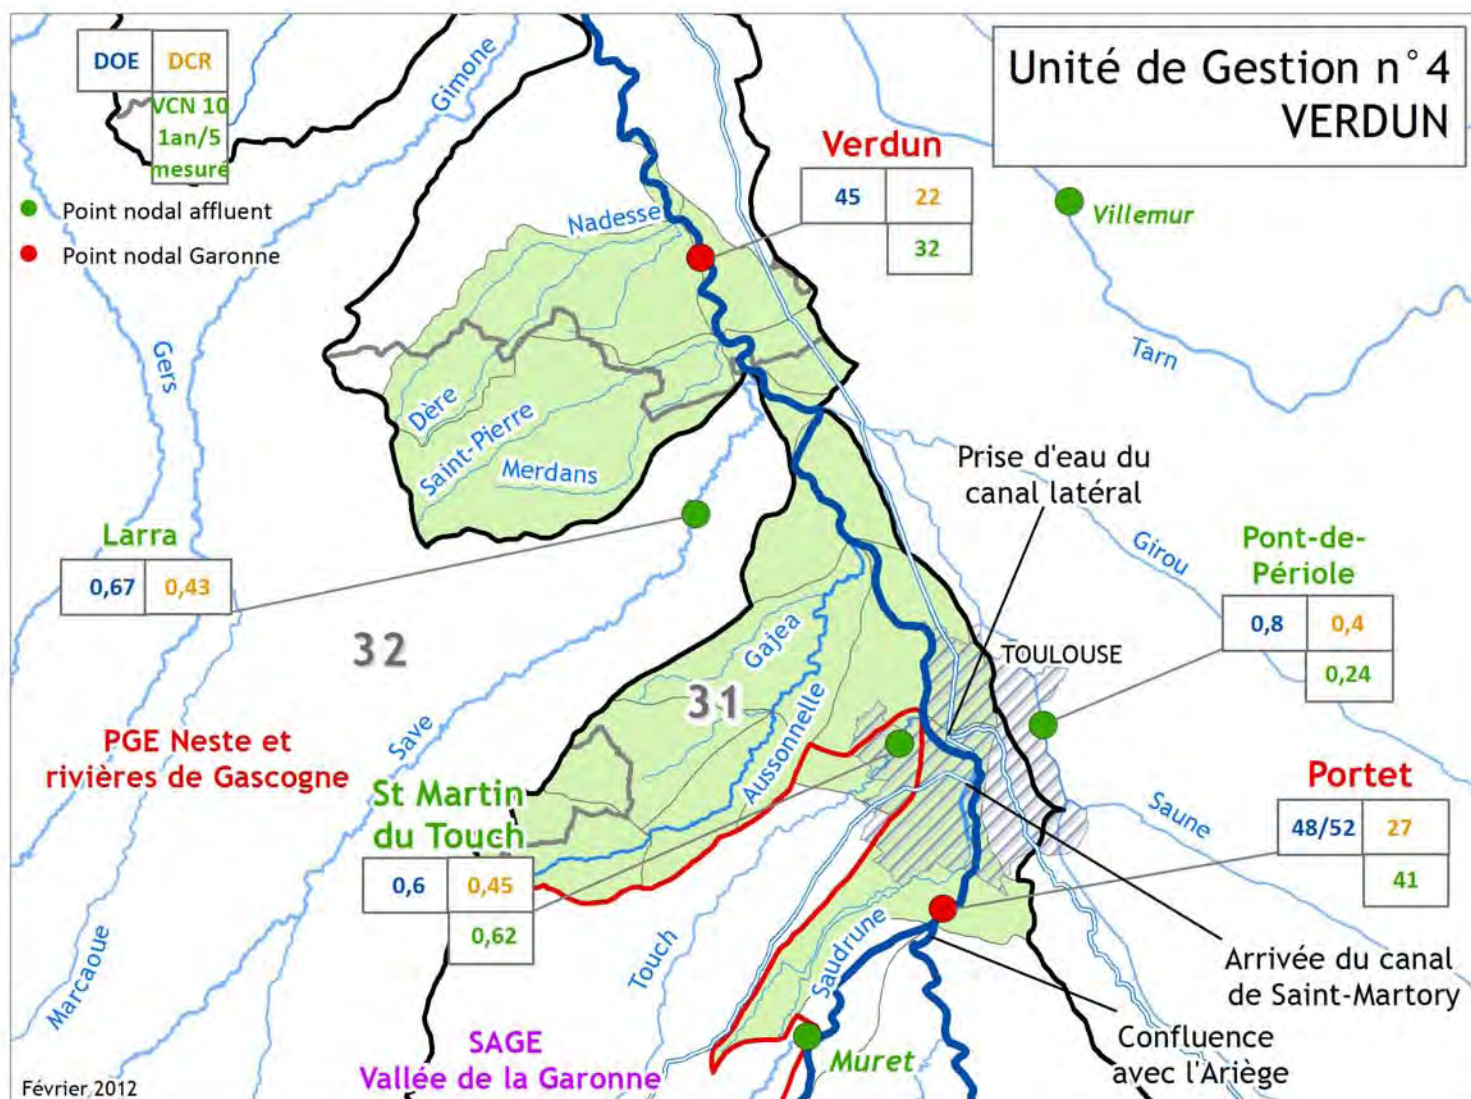 DOE DCR
VCN 10
1an/5
mesuré
Point nodal affluent
Point nodal Garonne
Unité de Gestion n°4
VERDUN
Gimone
Verdun
45 22
32
Villemur
Nadesse
Tarn
Gers
Dère
Saint-Pierre
Merdans
Prise d'eau du
canal latéral
Larra
0,67 0,43
Girou
Pont-de-
Périole
0,8 0,4
0,24
32
Gajea
31
TOULOUSE
Save
Aussonnelle
PGE Neste et
rivières de Gascogne
St Martin
du Touch
0,6 0,45
0,62
Portet
48/52 27
41
Saune
Marcaoue
Touch
Saudrune
Arrivée du canal
de Saint-Martory
Confluence
avec l'Ariège
SAGE
Vallée de la Garonne
Muret
Février 2012